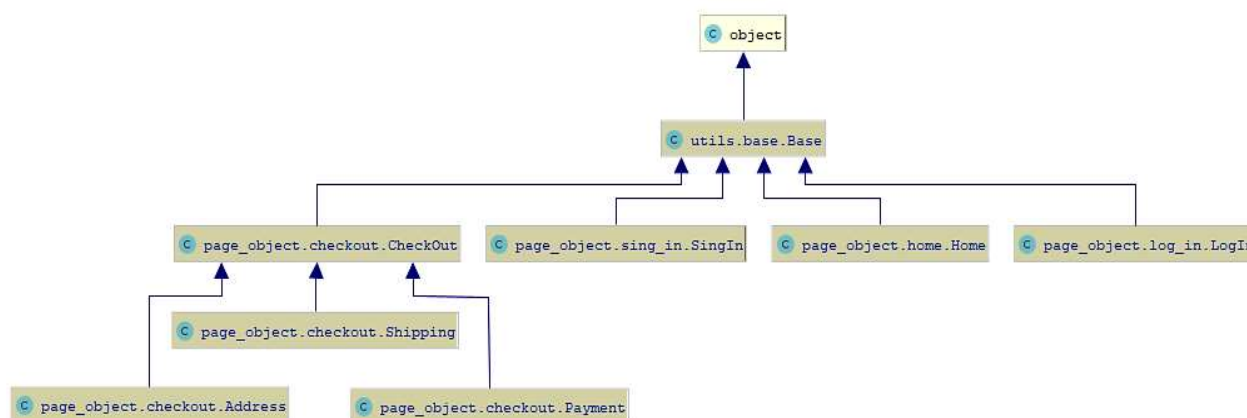 C object
C utils.base.Base
C page_object.checkout.CheckOut
C page_object.sing_in.SingIn
C page_object.home.Home
C page_object.log_in.LogIn
C page_object.checkout.Shipping
C page_object.checkout.Address
C page_object.checkout.Payment